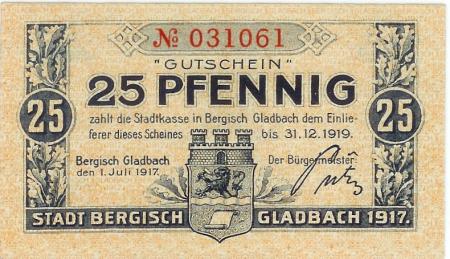 № 031061
"GUTSCHEIN"
25 PFENNIG
25
25
zahlt die Stadtkasse in Bergisch Gladbach dem Einlie-
ferer dieses Scheines bis 31.12.1919.
Bergisch Gladbach
den 1. Juli 1917.
Der Bürgermeister:
STADT BERGISCH GLADBACH 1917.